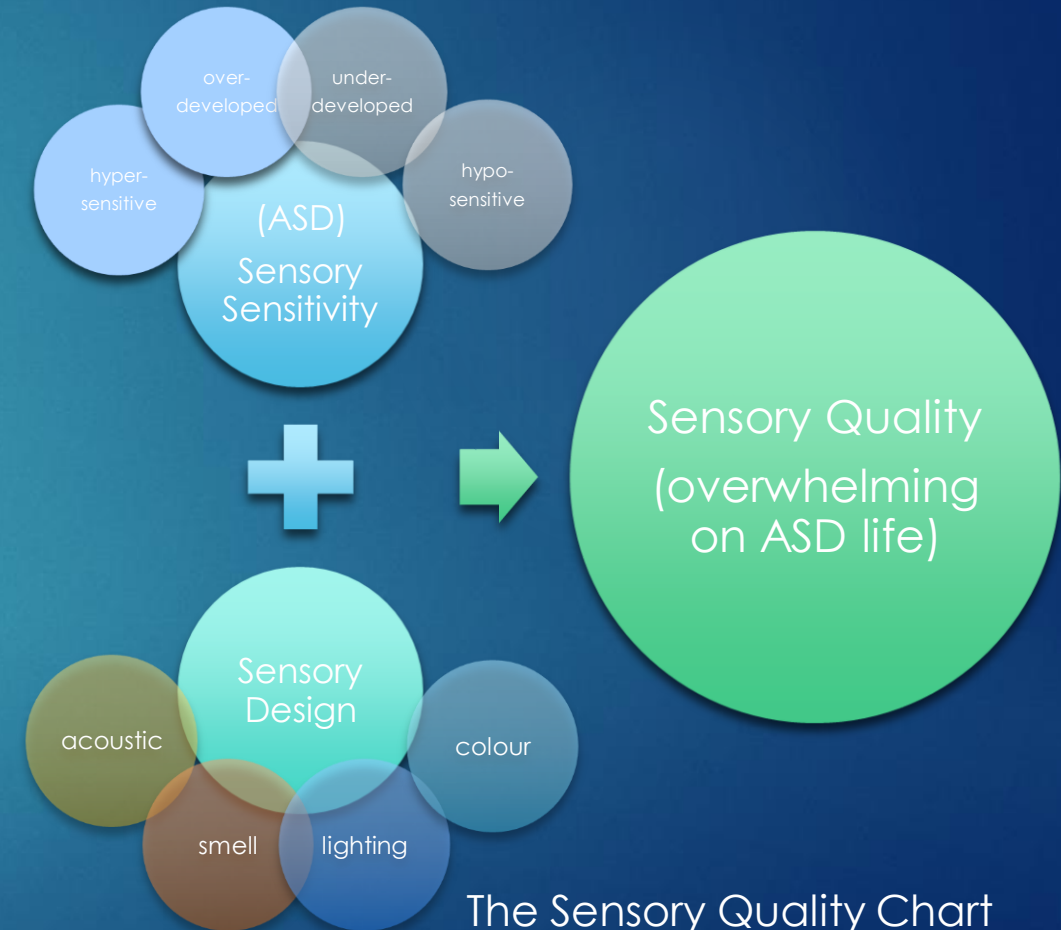 over-
developed
under-
developed
hyper-
sensitive
hypo-
sensitive
(ASD)
Sensory
Sensitivity
Sensory Quality
(overwhelming
on ASD life)
Sensory
Design
acoustic
colour
smell
lighting
The Sensory Quality Chart